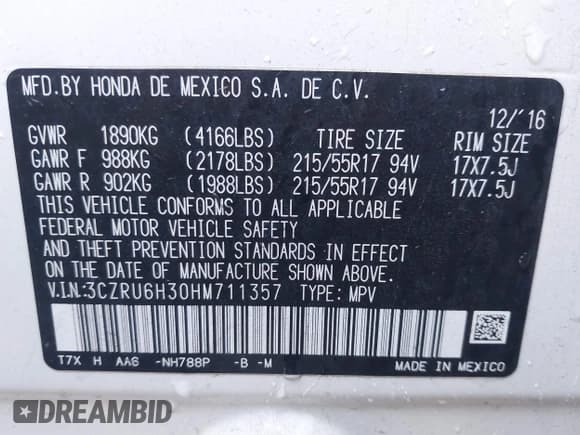 MFD.BY HONDA DE MEXICO S.A. DE C.V.
12/'16
GVWR 1890KG (4166LBS) TIRE SIZE RIM SIZE
GAWR F 988KG (2178LBS) 215/55R17 94V 17X7.5J
GAWR R 902KG (1988LBS) 215/55R17 94V 17X7.5J
THIS VEHICLE CONFORMS TO ALL APPLICABLE
FEDERAL MOTOR VEHICLE SAFETY
AND THEFT PREVENTION STANDARDS IN EFFECT
ON THE DATE OF MANUFACTURE SHOWN ABOVE.
V.I.N:3CZRU6H30HM711357 TYPE: MPV
T7X H AA6 -NH788P -B -M MADE IN MEXICO
DREAMBID